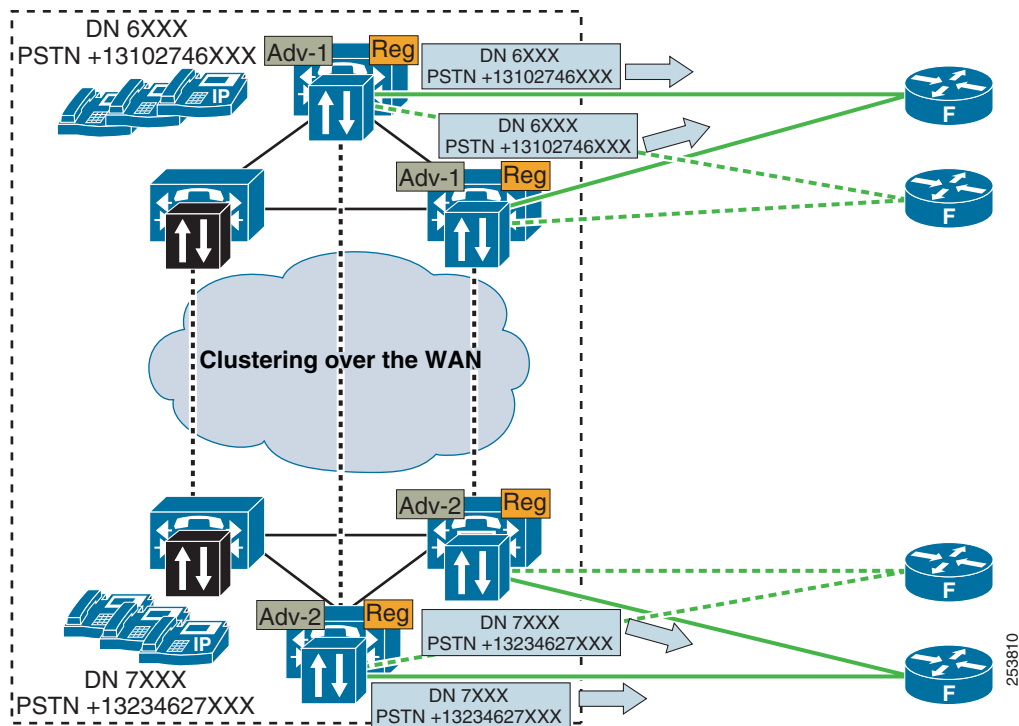 DN 6XXX
PSTN +13102746XXX
IP
Adv-1
Reg
DN 6XXX
PSTN +13102746XXX
F
DN 6XXX
PSTN +13102746XXX
Adv-1
Reg
F
Clustering over the WAN
Adv-2
Reg
F
IP
DN 7XXX
PSTN +13234627XXX
Adv-2
Reg
DN 7XXX
PSTN +13234627XXX
F
DN 7XXX
PSTN +13234627XXX
253810